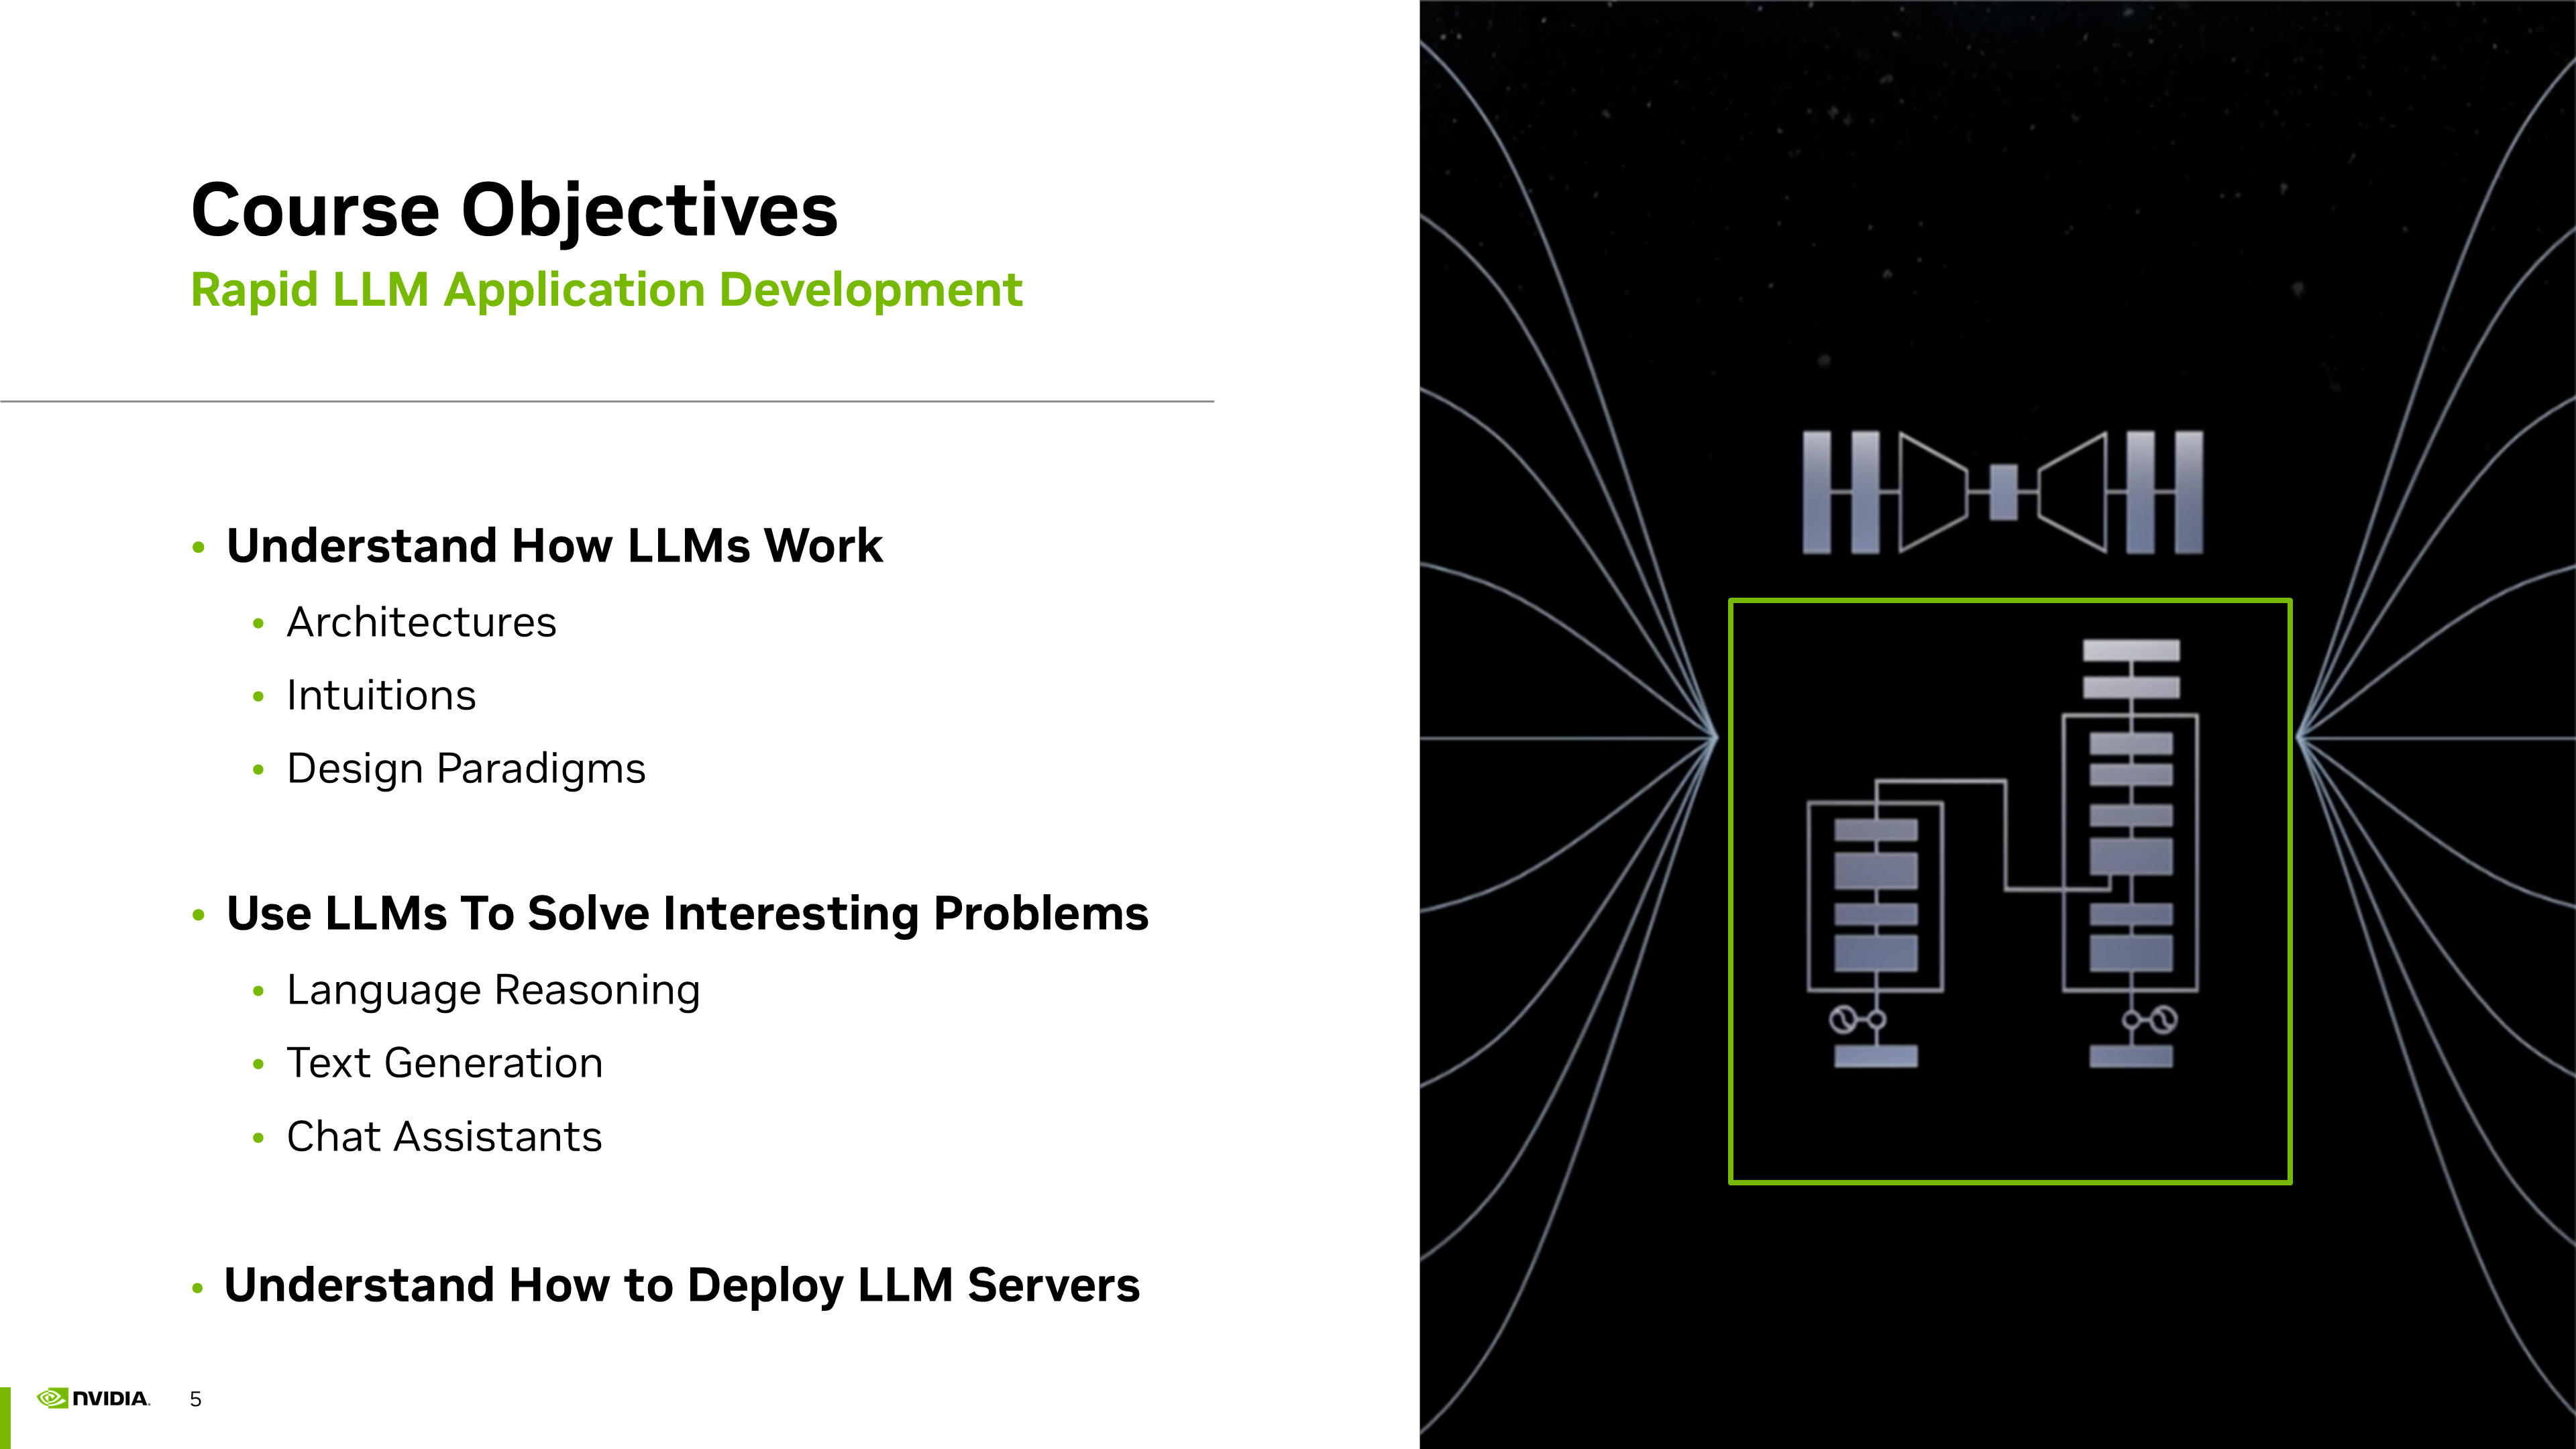 Course Objectives
Rapid LLM Application Development
• Understand How LLMs Work
• Architectures
• Intuitions
• Design Paradigms
• Use LLMs To Solve Interesting Problems
• Language Reasoning
• Text Generation
• Chat Assistants
• Understand How to Deploy LLM Servers
NVIDIA. 5